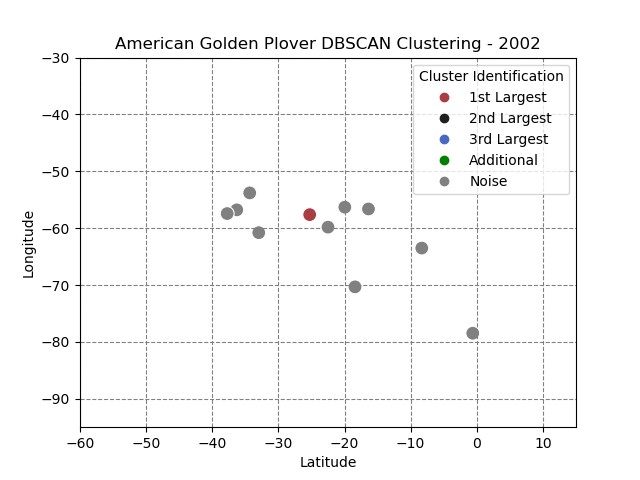 American Golden Plover DBSCAN Clustering - 2002
Cluster Identification
1st Largest
2nd Largest
3rd Largest
Additional
Noise
Longitude
−30
−40
−50
−60
−70
−80
−90
−60 −50 −40 −30 −20 −10 0 10
Latitude